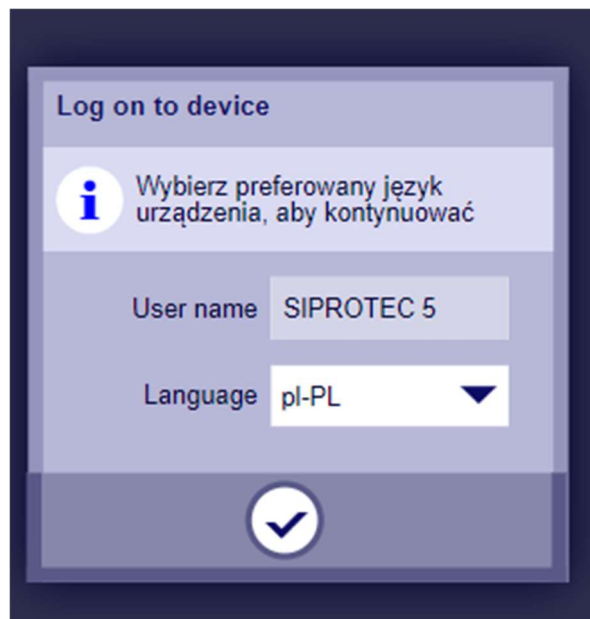 Log on to device
Wybierz preferowany język
urządzenia, aby kontynuować
User name SIPROTEC 5
Language pl-PL